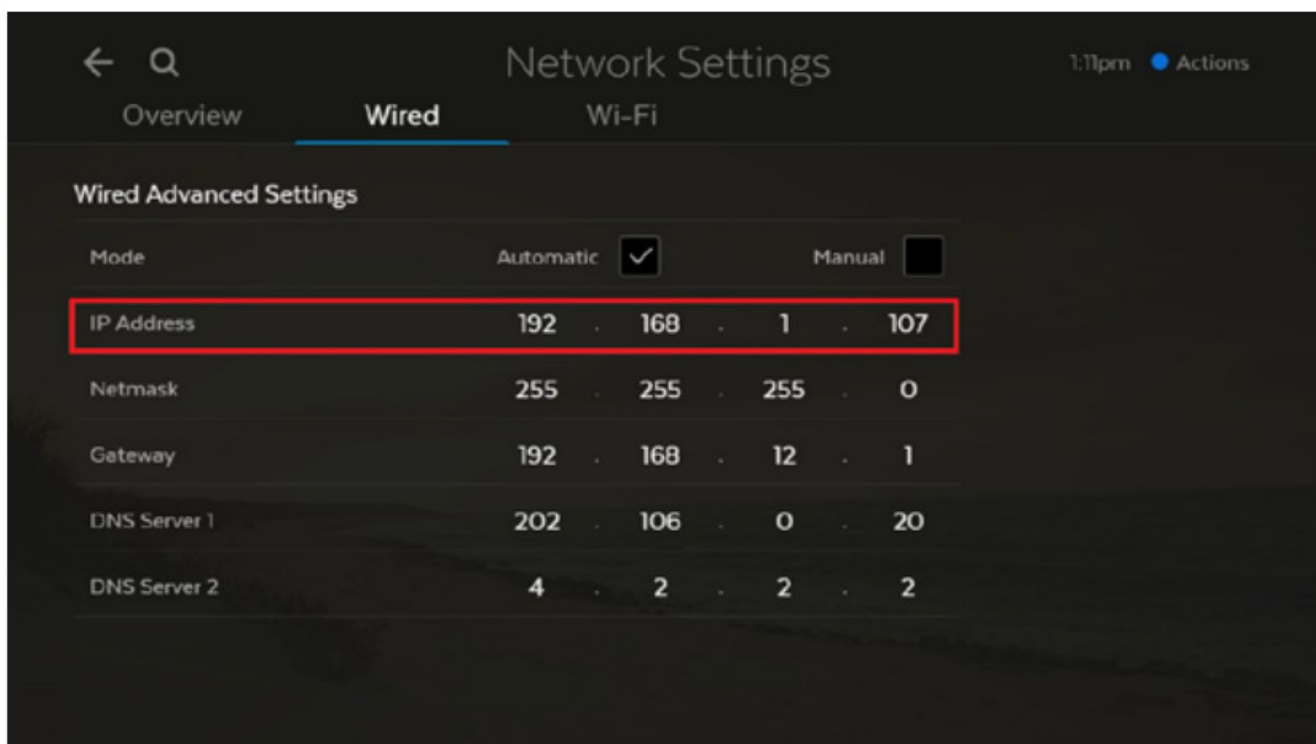 Network Settings 1:11pm Actions
Overview Wired Wi-Fi
Wired Advanced Settings
Mode Automatic Manual
IP Address 192 . 168 . 1 . 107
Netmask 255 . 255 . 255 . 0
Gateway 192 . 168 . 12 . 1
DNS Server 1 202 . 106 . 0 . 20
DNS Server 2 4 . 2 . 2 . 2